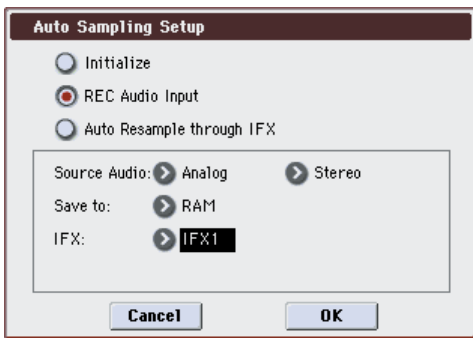 Auto Sampling Setup
Initialize
REC Audio Input
Auto Resample through IFX
Source Audio: Analog Stereo
Save to: RAM
IFX: IFX1
Cancel OK